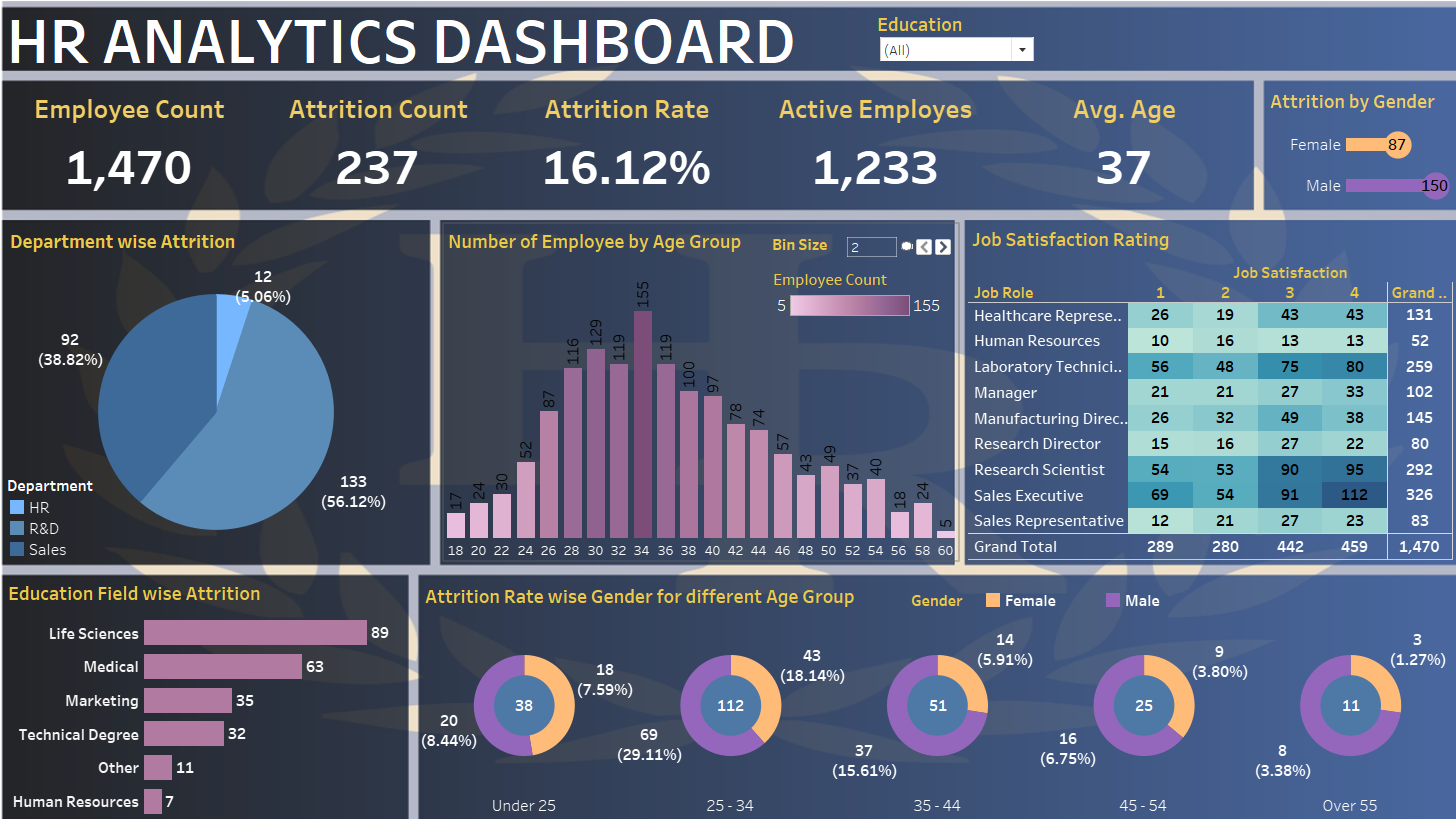 HR ANALYTICS DASHBOARD
Education
(All)
Employee Count
1,470
Attrition Count
237
Attrition Rate
16.12%
Active Employes
1,233
Avg. Age
37
Attrition by Gender
Female 87
Male 150
Department wise Attrition
12
(5.06%)
92
(38.82%)
133
(56.12%)
Department
HR
R&D
Sales
Number of Employee by Age Group
Bin Size 2
Employee Count
5 155
17 24 30 52 87 116 129 119 155 119 100 97 78 74 57 43 49 37 40 18 24 5
18 20 22 24 26 28 30 32 34 36 38 40 42 44 46 48 50 52 54 56 58 60
Job Satisfaction Rating
Job Satisfaction
Job Role 1 2 3 4 Grand ..
Healthcare Represe.. 26 19 43 43 131
Human Resources 10 16 13 13 52
Laboratory Technici.. 56 48 75 80 259
Manager 21 21 27 33 102
Manufacturing Direc.. 26 32 49 38 145
Research Director 15 16 27 22 80
Research Scientist 54 53 90 95 292
Sales Executive 69 54 91 112 326
Sales Representative 12 21 27 23 83
Grand Total 289 280 442 459 1,470
Education Field wise Attrition
Life Sciences 89
Medical 63
Marketing 35
Technical Degree 32
Other 11
Human Resources 7
Attrition Rate wise Gender for different Age Group
Gender Female Male
18
(7.59%)
38
20
(8.44%)
Under 25
43
(18.14%)
112
69
(29.11%)
25 - 34
14
(5.91%)
51
37
(15.61%)
35 - 44
9
(3.80%)
25
16
(6.75%)
45 - 54
3
(1.27%)
11
8
(3.38%)
Over 55
HR